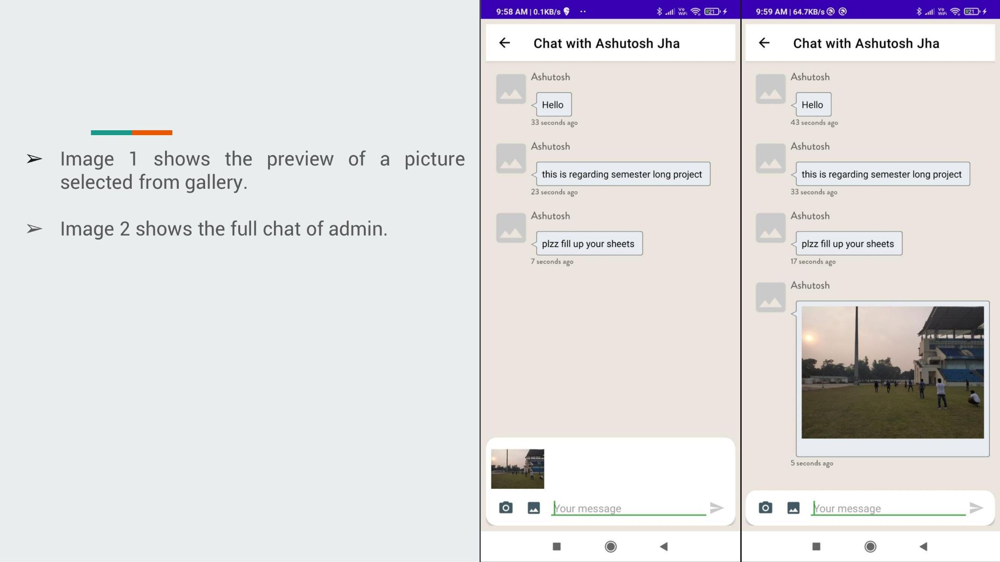 ➢ Image 1 shows the preview of a picture
selected from gallery.
➢ Image 2 shows the full chat of admin.
9:58 AM | 0.1KB/s
Vo
WiFi
21
Chat with Ashutosh Jha
Ashutosh
Hello
33 seconds ago
Ashutosh
this is regarding semester long project
23 seconds ago
Ashutosh
plzz fill up your sheets
7 seconds ago
Your message
9:59 AM | 64.7KB/s
Vo
WiFi
21
Chat with Ashutosh Jha
Ashutosh
Hello
43 seconds ago
Ashutosh
this is regarding semester long project
33 seconds ago
Ashutosh
plzz fill up your sheets
17 seconds ago
Ashutosh
5 seconds ago
Your message